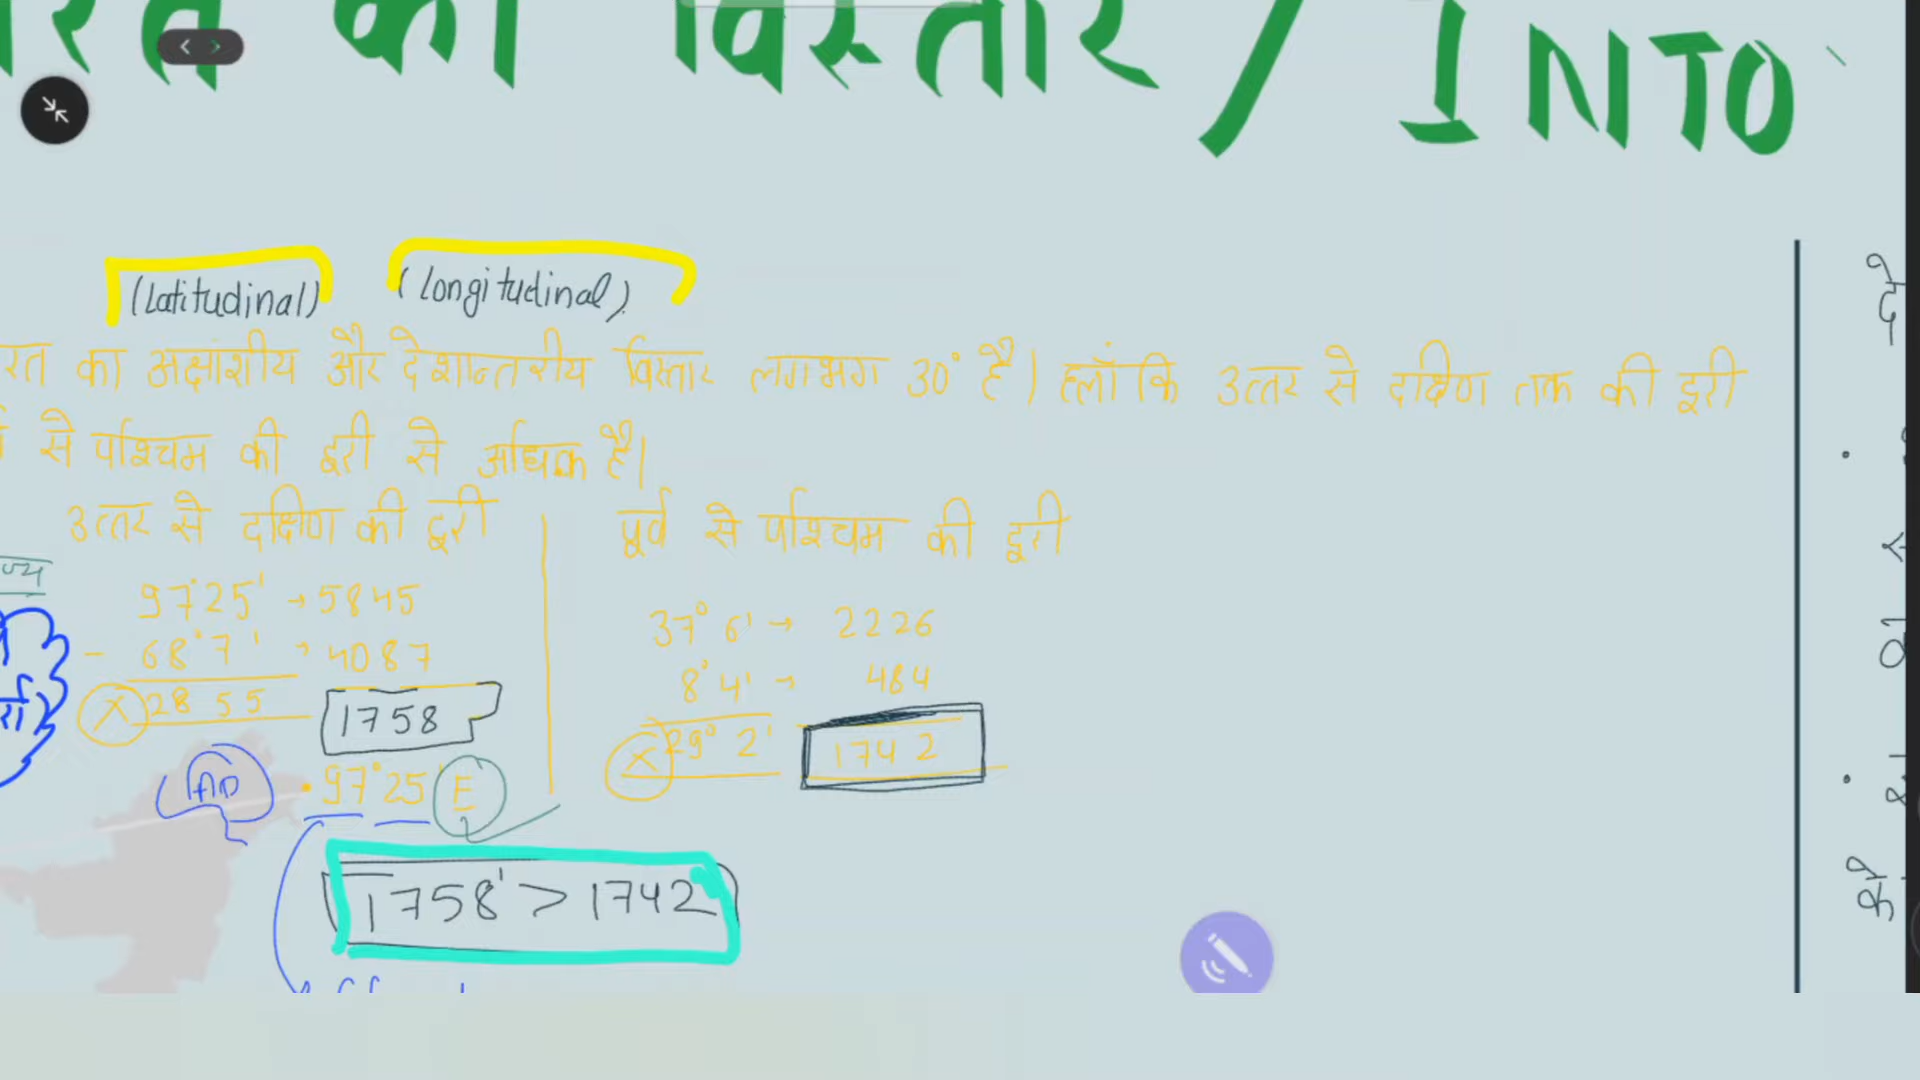 का विस्तार / INTO
(Latitudinal) (Longitudinal)
रत का अक्षांशीय और देशान्तरीय विस्तार लगभग 30° है। हॉलाकि उत्तर से दक्षिण तक की दूरी
से पश्चिम की दूरी से अधिक है।
उत्तर से दक्षिण की दूरी
97°25' → 5845
- 68°7' → 4087
X 28 55 1758
AD • 97°25' E
पूर्व से पश्चिम की दूरी
37° 6' → 2226
8° 4' → 484
X 29° 2' 1742
1758' > 1742